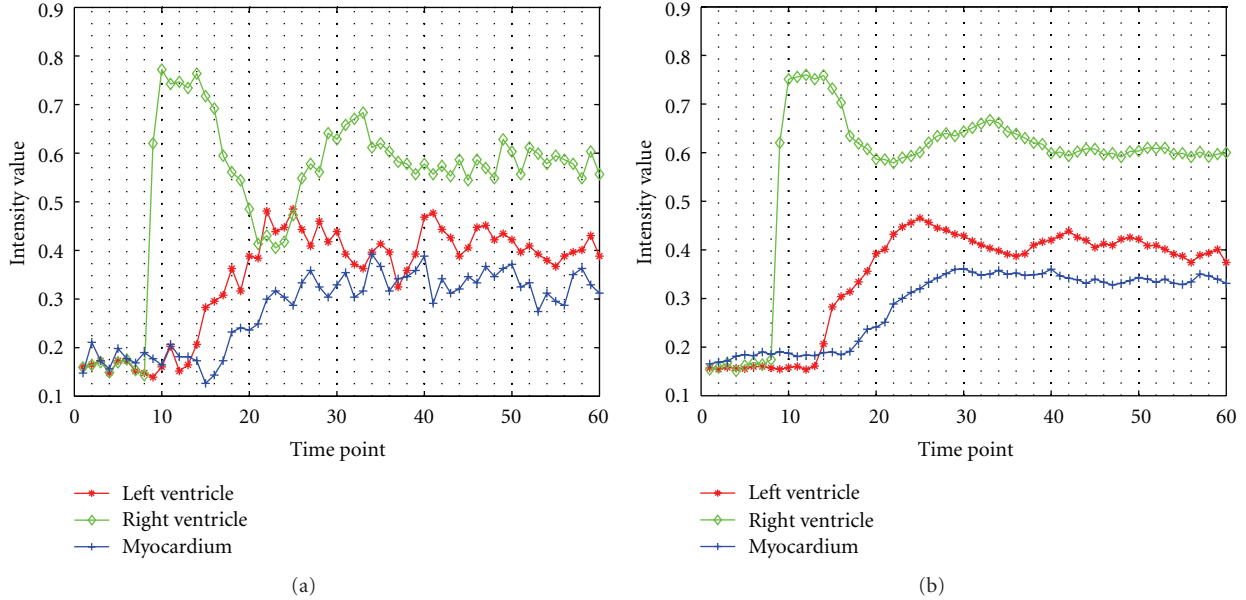 0.9
0.8
0.7
0.6
0.5
0.4
0.3
0.2
0.1
Intensity value
0 10 20 30 40 50 60
Time point
Left ventricle
Right ventricle
Myocardium
(a)
0.9
0.8
0.7
0.6
0.5
0.4
0.3
0.2
0.1
Intensity value
0 10 20 30 40 50 60
Time point
Left ventricle
Right ventricle
Myocardium
(b)